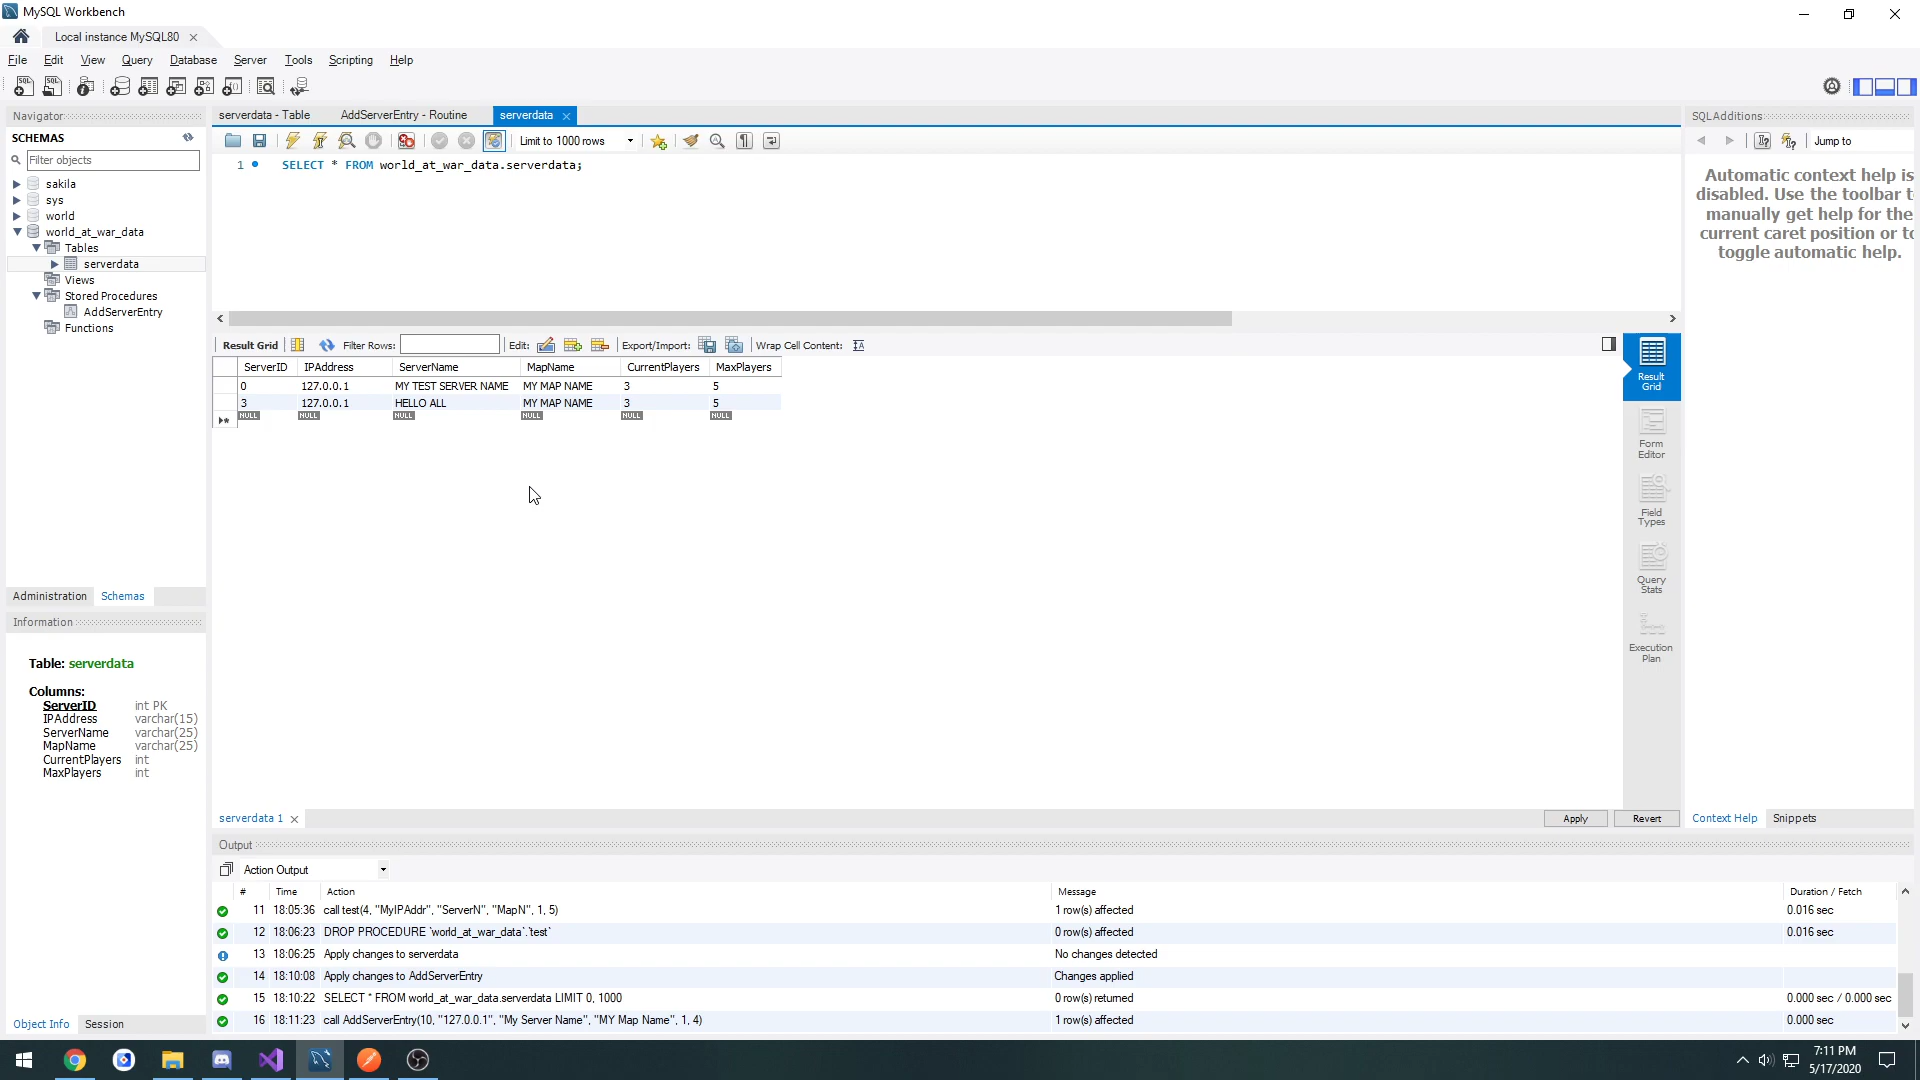 MySQL Workbench
Local instance MySQL80
File Edit View Query Database Server Tools Scripting Help
Navigator
SCHEMAS
Filter objects
sakila
sys
world
world_at_war_data
Tables
serverdata
Views
Stored Procedures
AddServerEntry
Functions
Administration Schemas
Information
Table: serverdata
Columns:
ServerID int PK
IPAddress varchar(15)
ServerName varchar(25)
MapName varchar(25)
CurrentPlayers int
MaxPlayers int
Object Info Session
serverdata - Table AddServerEntry - Routine serverdata
Limit to 1000 rows
1 SELECT * FROM world_at_war_data.serverdata;
Result Grid Filter Rows: Edit: Export/Import: Wrap Cell Content:
ServerID IPAddress ServerName MapName CurrentPlayers MaxPlayers
0 127.0.0.1 MY TEST SERVER NAME MY MAP NAME 3 5
3 127.0.0.1 HELLO ALL MY MAP NAME 3 5
NULL NULL NULL NULL NULL NULL
Result
Grid
Form
Editor
Field
Types
Query
Stats
Execution
Plan
serverdata 1 Apply Revert
SQLAdditions
Jump to
Automatic context help is
disabled. Use the toolbar t
manually get help for the
current caret position or to
toggle automatic help.
Context Help Snippets
Output
Action Output
# Time Action Message Duration / Fetch
11 18:05:36 call test(4, "MyIPAddr", "ServerN", "MapN", 1, 5) 1 row(s) affected 0.016 sec
12 18:06:23 DROP PROCEDURE `world_at_war_data`.`test` 0 row(s) affected 0.016 sec
13 18:06:25 Apply changes to serverdata No changes detected
14 18:10:08 Apply changes to AddServerEntry Changes applied
15 18:10:22 SELECT * FROM world_at_war_data.serverdata LIMIT 0, 1000 0 row(s) returned 0.000 sec / 0.000 sec
16 18:11:23 call AddServerEntry(10, "127.0.0.1", "My Server Name", "MY Map Name", 1, 4) 1 row(s) affected 0.000 sec
7:11 PM
5/17/2020